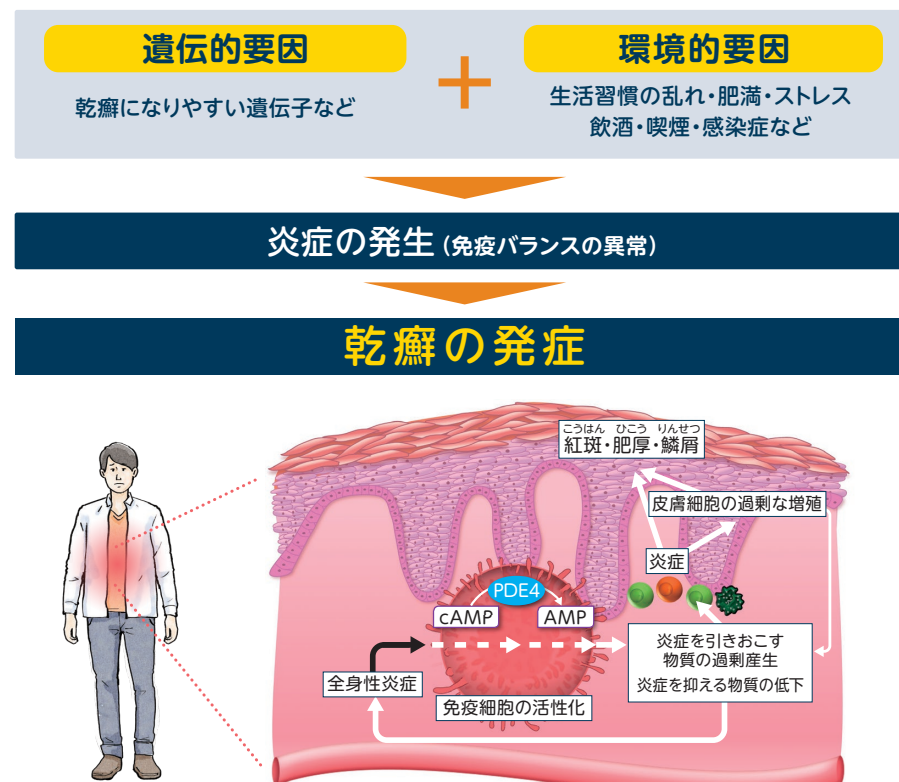 遺伝的要因
乾癬になりやすい遺伝子など
+
環境的要因
生活習慣の乱れ・肥満・ストレス
飲酒・喫煙・感染症など
炎症の発生(免疫バランスの異常)
乾癬の発症
こうはん ひこう りんせつ
紅斑・肥厚・鱗屑
皮膚細胞の過剰な増殖
炎症
PDE4
cAMP
AMP
炎症を引きおこす
物質の過剰産生
炎症を抑える物質の低下
全身性炎症
免疫細胞の活性化